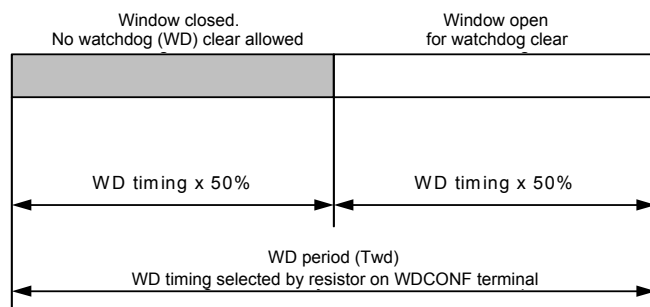 Window closed.
No watchdog (WD) clear allowed
Window open
for watchdog clear
WD timing x 50%
WD timing x 50%
WD period (Twd)
WD timing selected by resistor on WDCONF terminal